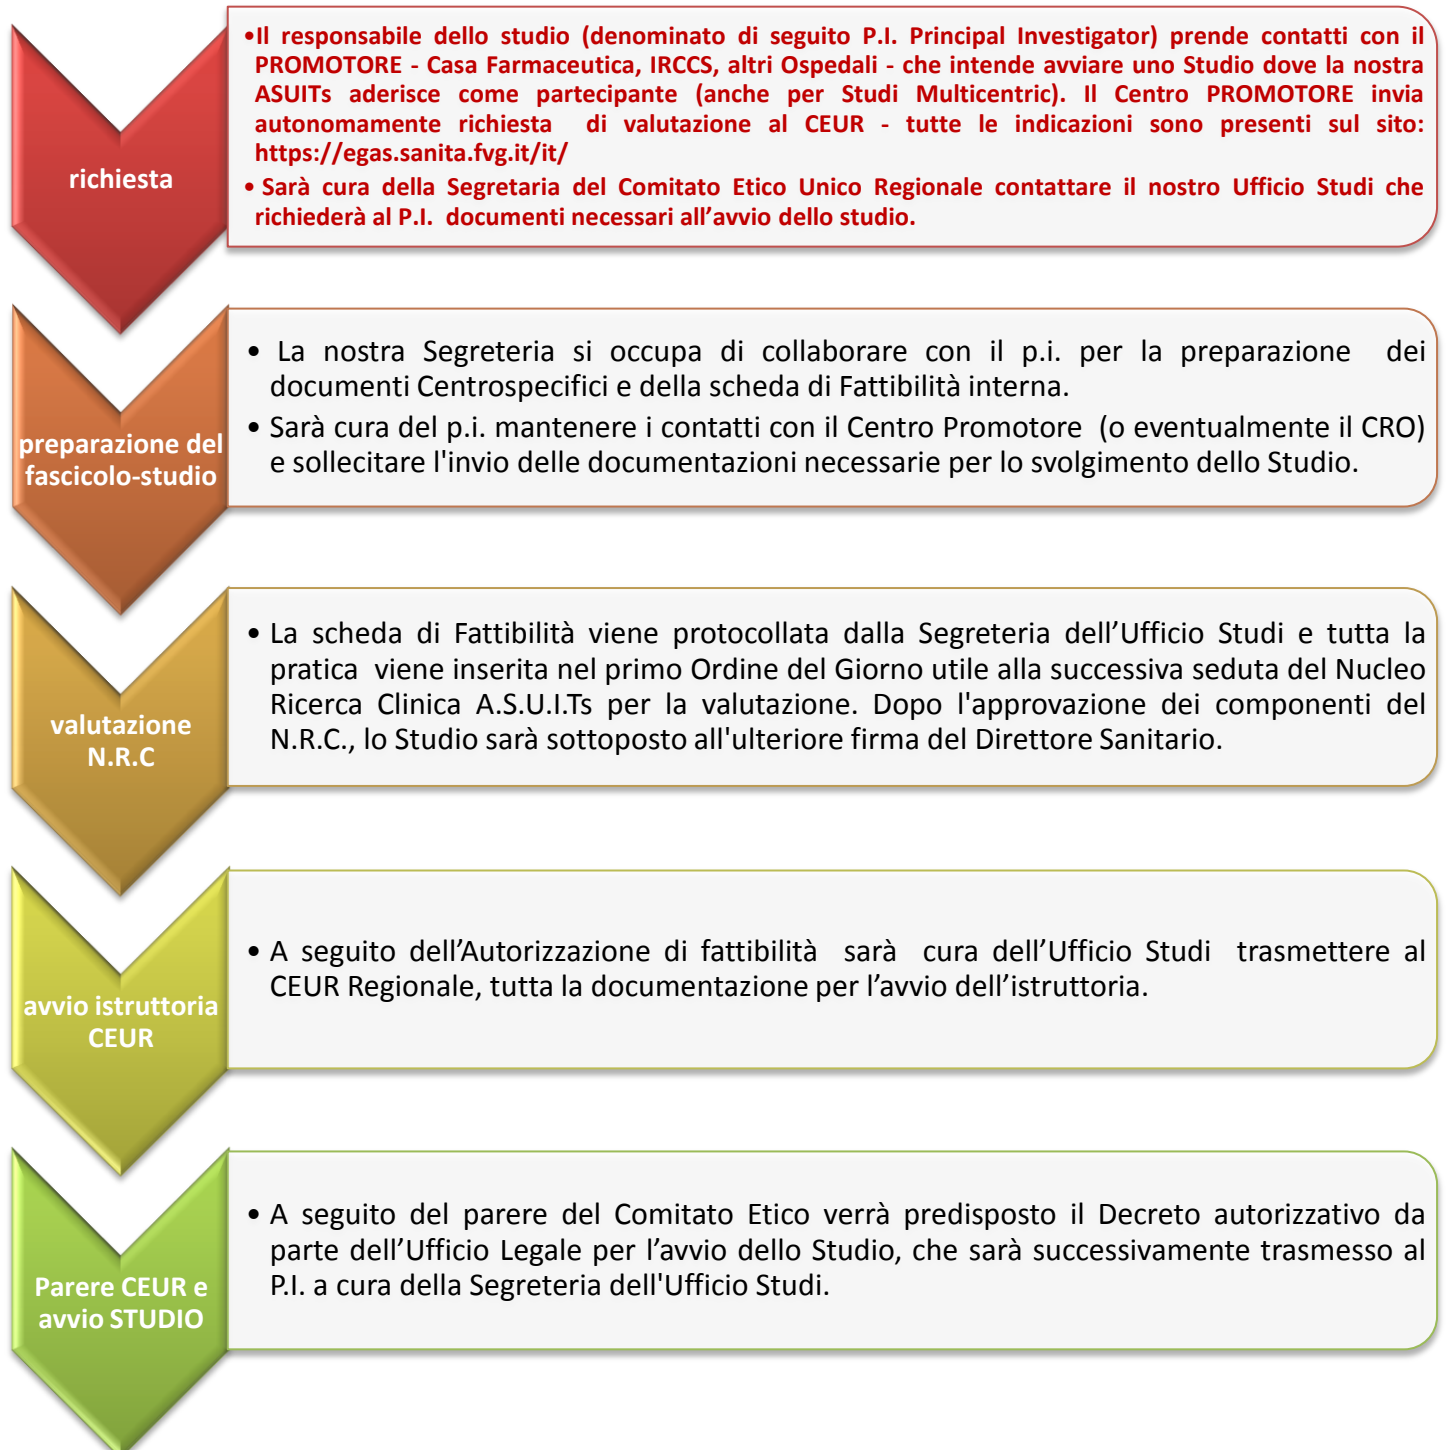 richiesta
•Il responsabile dello studio (denominato di seguito P.I. Principal Investigator) prende contatti con il
PROMOTORE - Casa Farmaceutica, IRCCS, altri Ospedali - che intende avviare uno Studio dove la nostra
ASUITs aderisce come partecipante (anche per Studi Multicentric). Il Centro PROMOTORE invia
autonomamente richiesta di valutazione al CEUR - tutte le indicazioni sono presenti sul sito:
https://egas.sanita.fvg.it/it/
• Sarà cura della Segretaria del Comitato Etico Unico Regionale contattare il nostro Ufficio Studi che
richiederà al P.I. documenti necessari all’avvio dello studio.
preparazione del
fascicolo-studio
• La nostra Segreteria si occupa di collaborare con il p.i. per la preparazione dei
documenti Centrospecifici e della scheda di Fattibilità interna.
• Sarà cura del p.i. mantenere i contatti con il Centro Promotore (o eventualmente il CRO)
e sollecitare l'invio delle documentazioni necessarie per lo svolgimento dello Studio.
valutazione
N.R.C
• La scheda di Fattibilità viene protocollata dalla Segreteria dell’Ufficio Studi e tutta la
pratica viene inserita nel primo Ordine del Giorno utile alla successiva seduta del Nucleo
Ricerca Clinica A.S.U.I.Ts per la valutazione. Dopo l'approvazione dei componenti del
N.R.C., lo Studio sarà sottoposto all'ulteriore firma del Direttore Sanitario.
avvio istruttoria
CEUR
• A seguito dell’Autorizzazione di fattibilità sarà cura dell’Ufficio Studi trasmettere al
CEUR Regionale, tutta la documentazione per l’avvio dell’istruttoria.
Parere CEUR e
avvio STUDIO
• A seguito del parere del Comitato Etico verrà predisposto il Decreto autorizzativo da
parte dell’Ufficio Legale per l’avvio dello Studio, che sarà successivamente trasmesso al
P.I. a cura della Segreteria dell'Ufficio Studi.